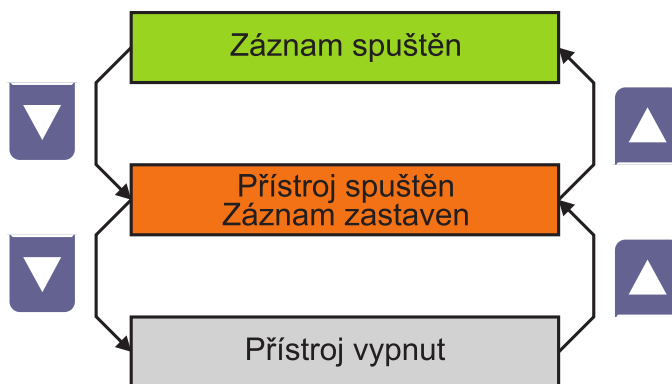 Záznam spuštěn
Přístroj spuštěn
Záznam zastaven
Přístroj vypnut